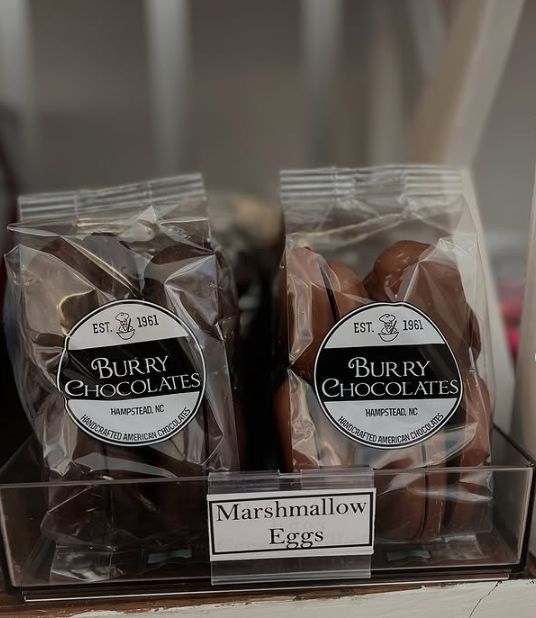 EST. 1961
BURRY
CHOCOLATES
HAMPSTEAD, NC
HANDCRAFTED AMERICAN CHOCOLATES
EST. 1961
BURRY
CHOCOLATES
HAMPSTEAD, NC
HANDCRAFTED AMERICAN CHOCOLATES
Marshmallow
Eggs